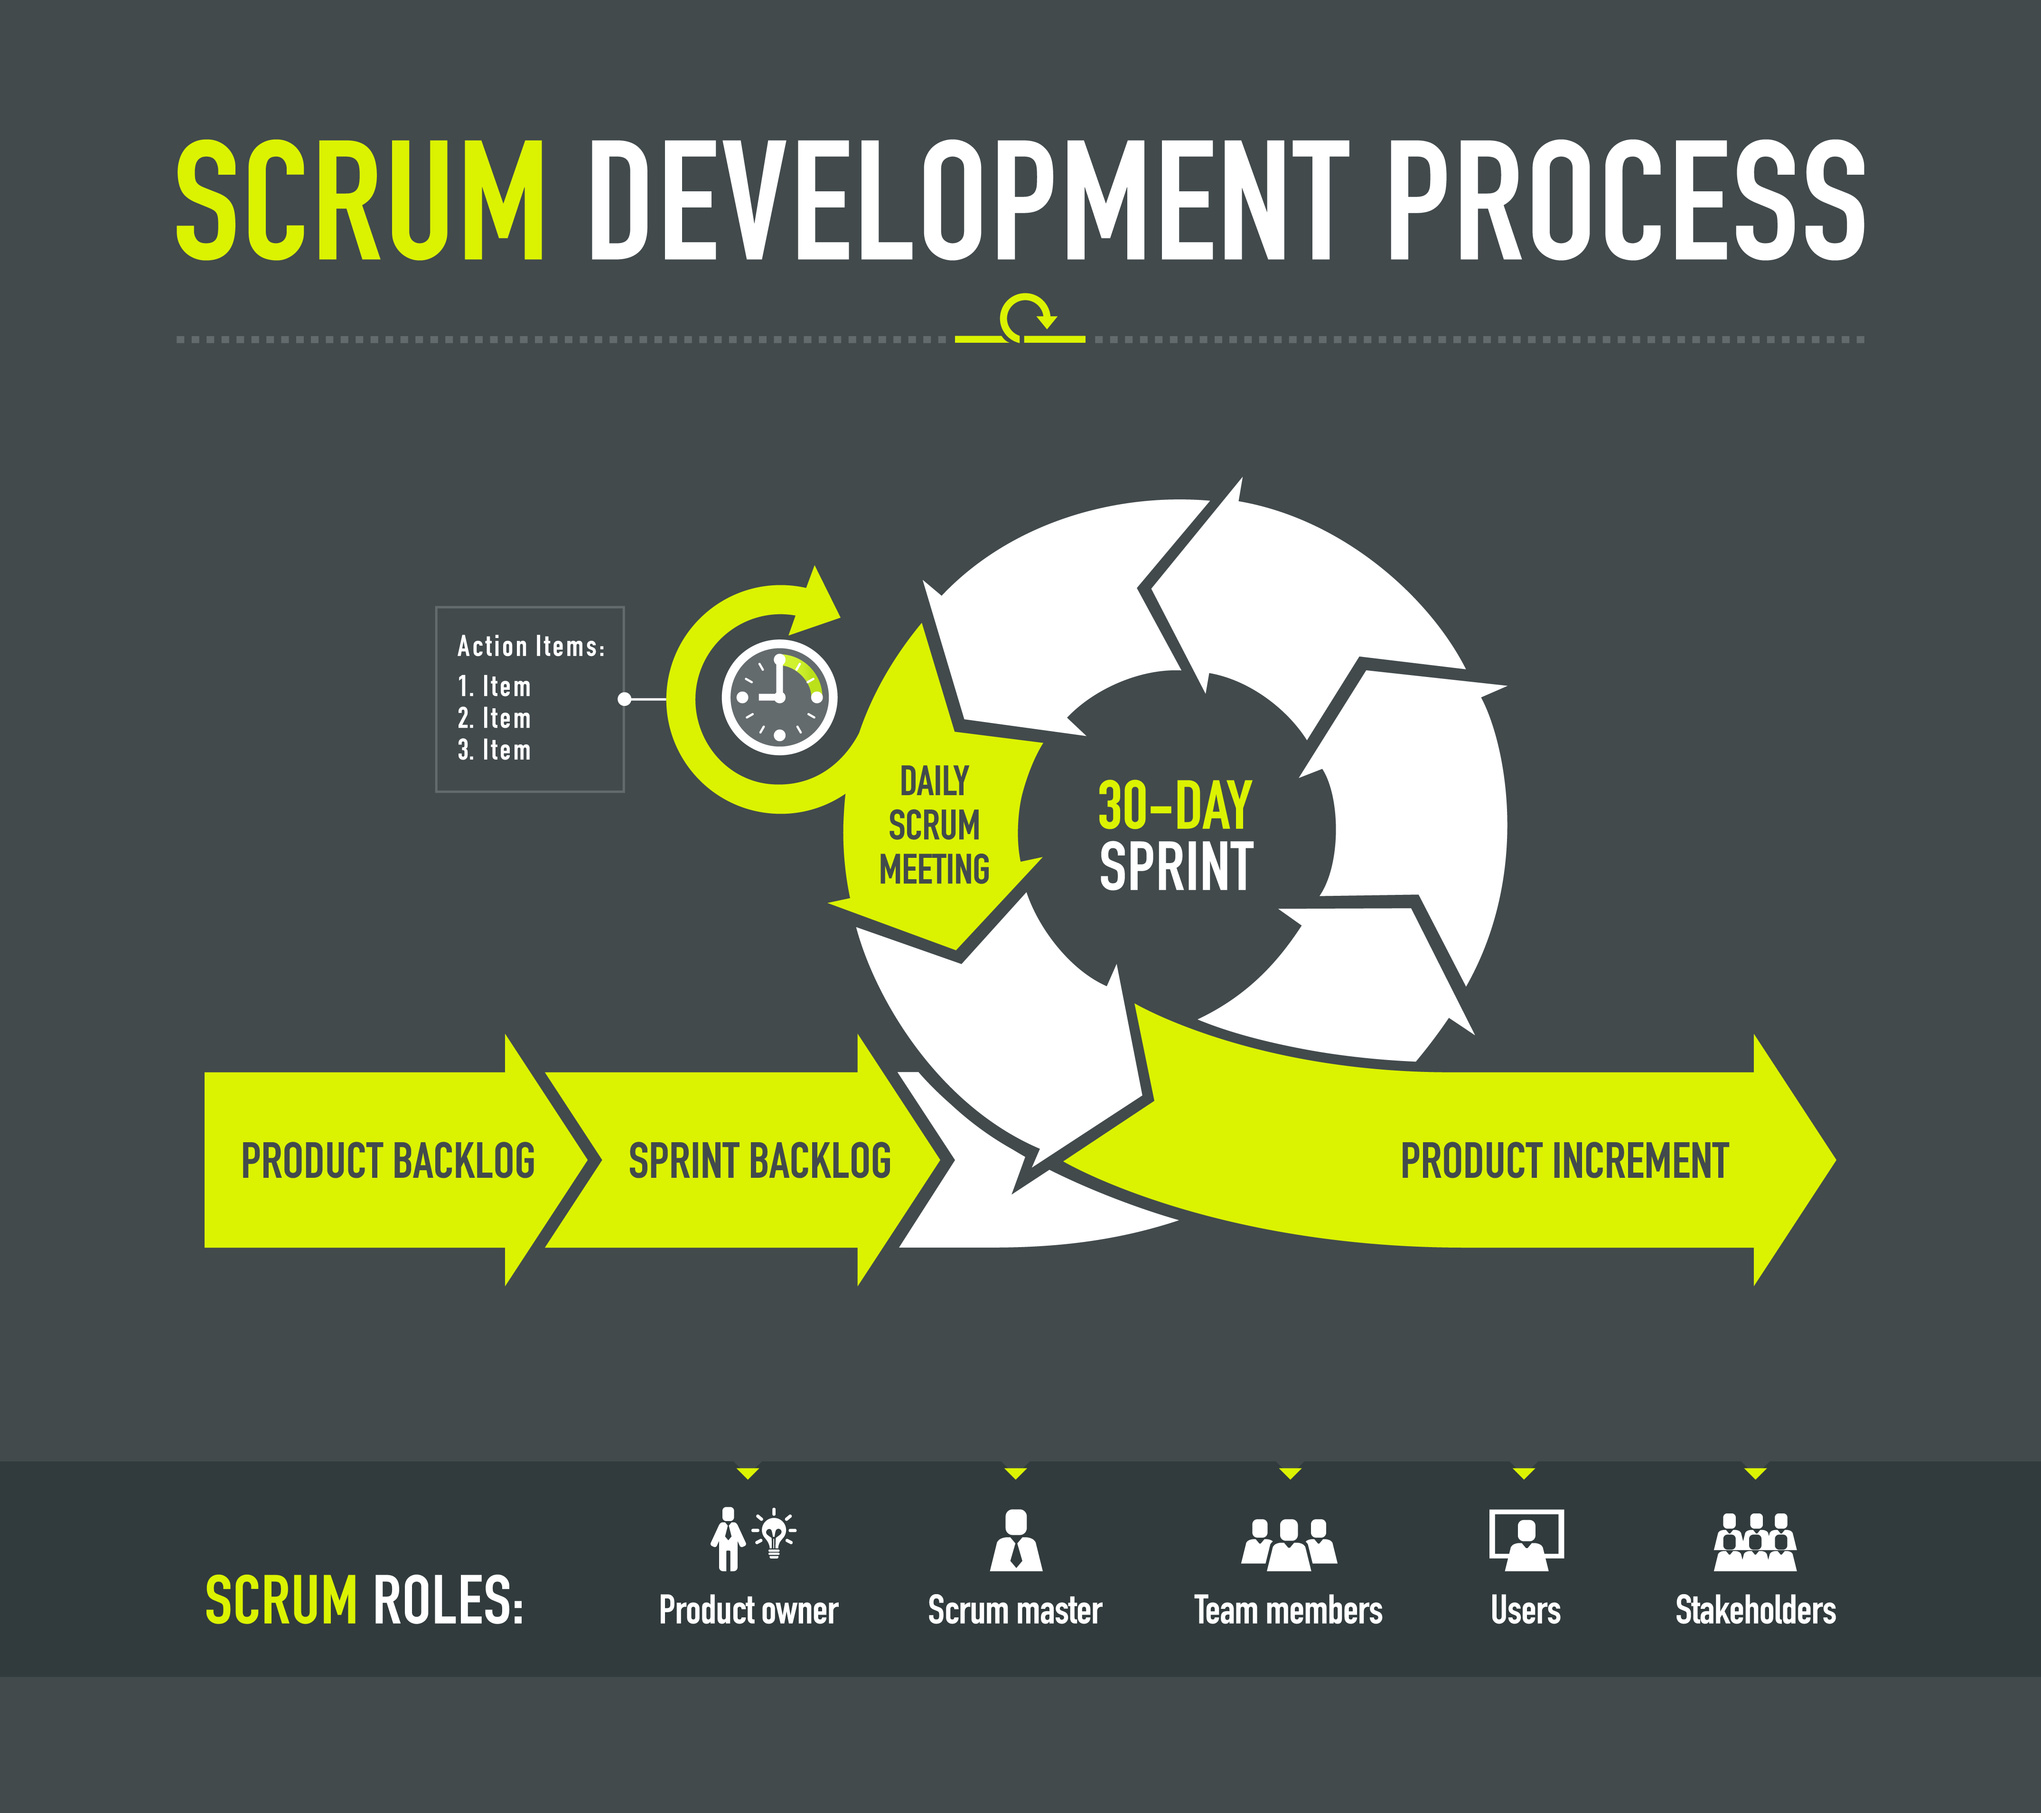 SCRUM DEVELOPMENT PROCESS
Action Items:
1. Item
2. Item
3. Item
DAILY
SCRUM
MEETING
30-DAY
SPRINT
PRODUCT BACKLOG
SPRINT BACKLOG
PRODUCT INCREMENT
SCRUM ROLES:
Product owner
Scrum master
Team members
Users
Stakeholders